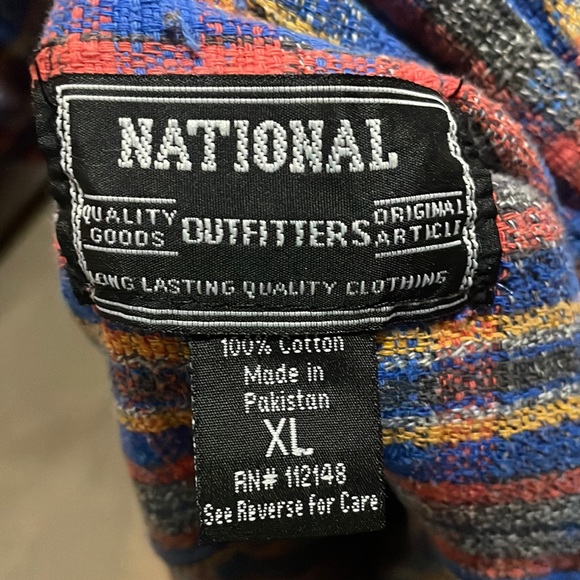 NATIONAL
QUALITY GOODS OUTFITTERS ORIGINAL ARTICLE
LONG LASTING QUALITY CLOTHING
100% Cotton
Made in
Pakistan
XL
RN# 112148
See Reverse for Care